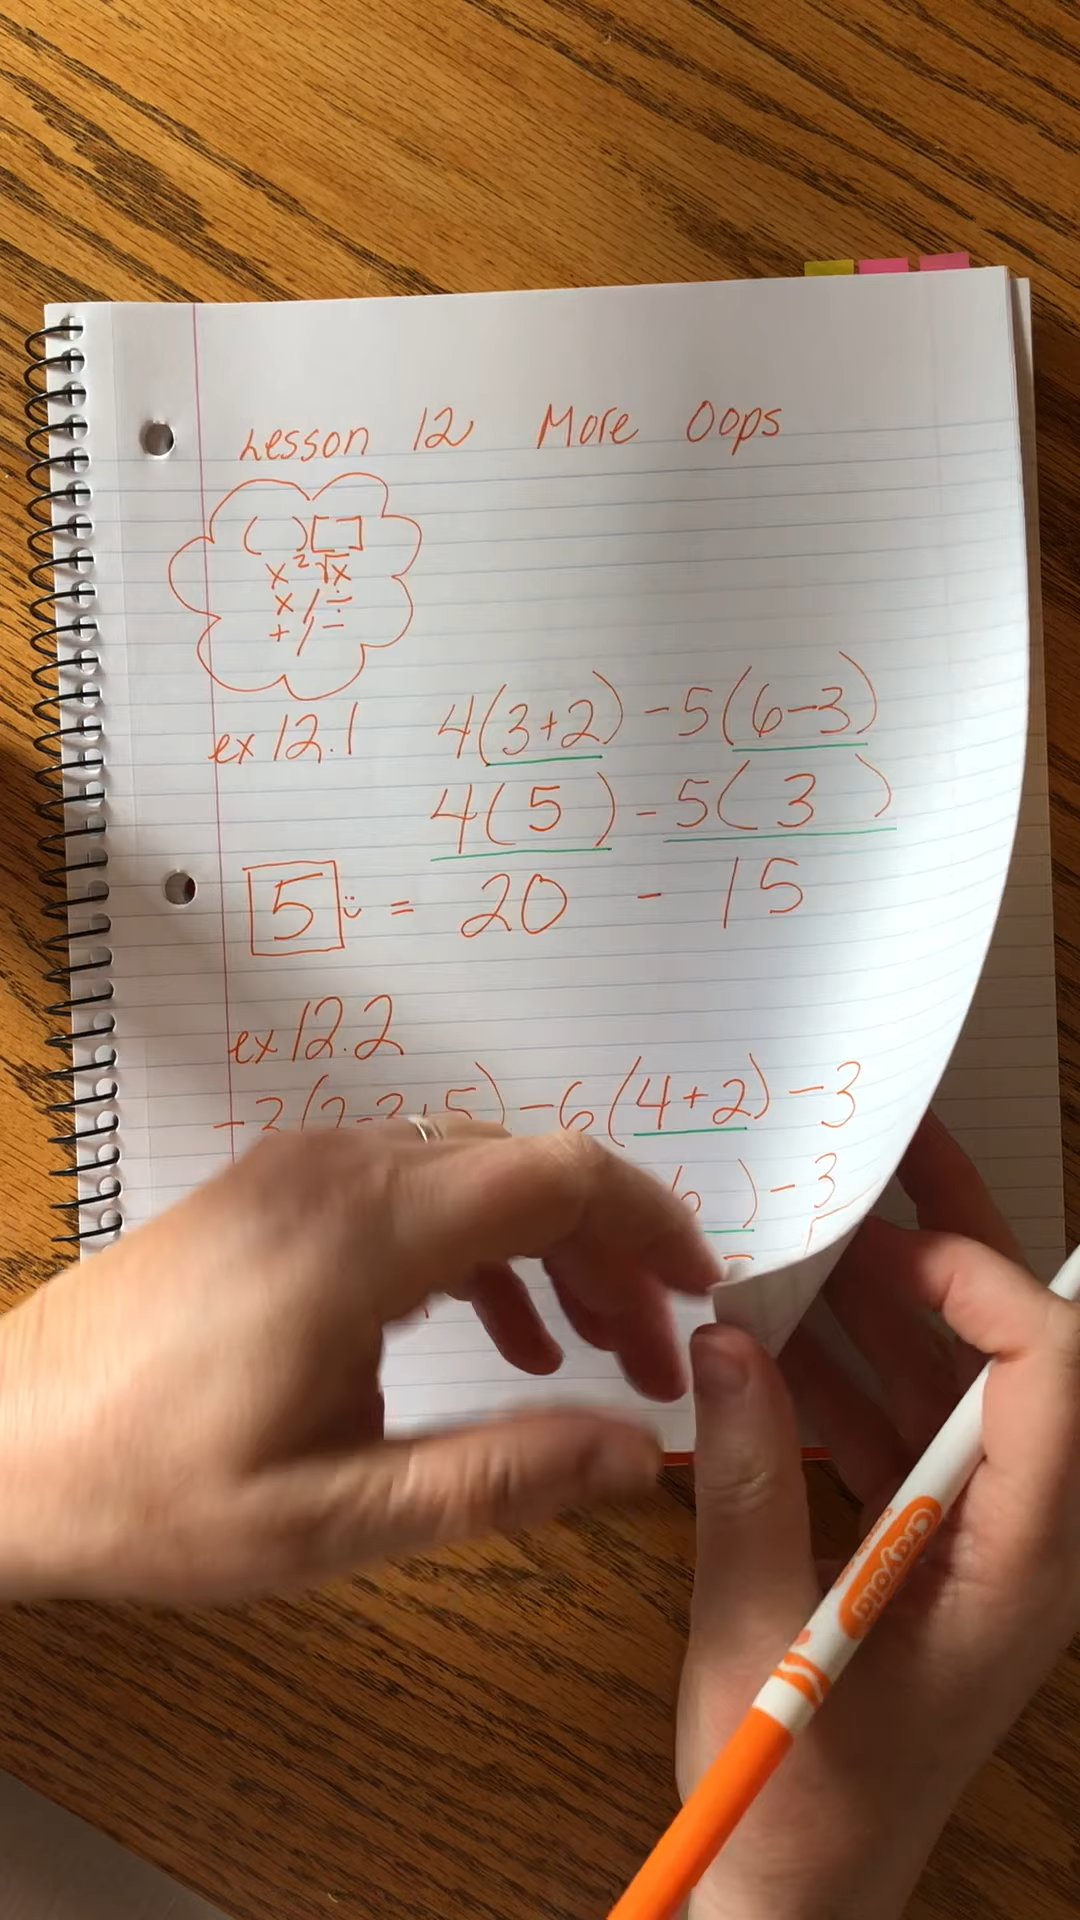 Lesson 12 More Oops
( ) [ ]
x² √x
x / ÷
+ / -
ex 12.1 4(3+2) -5(6-3)
4(5) -5(3)
5 = 20 - 15
ex 12.2
-6(4+2) -3
6) -3
Crayola